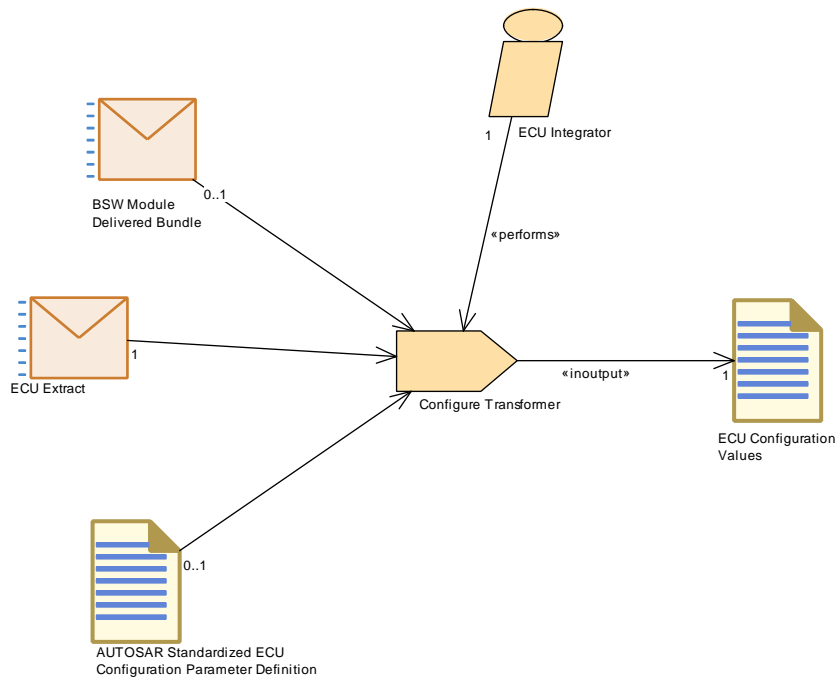 1
ECU Integrator
0..1
BSW Module
Delivered Bundle
«performs»
1
ECU Extract
«inoutput»
1
Configure Transformer
ECU Configuration
Values
0..1
AUTOSAR Standardized ECU
Configuration Parameter Definition